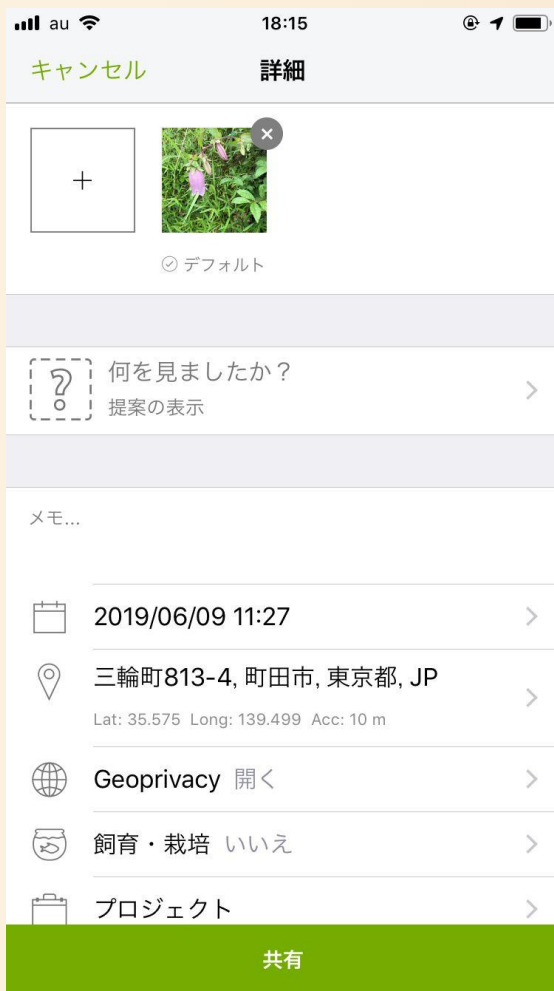 au 18:15
キャンセル 詳細
+
デフォルト
何を見ましたか？
提案の表示
メモ...
2019/06/09 11:27
三輪町813-4, 町田市, 東京都, JP
Lat: 35.575 Long: 139.499 Acc: 10 m
Geoprivacy 開く
飼育・栽培 いいえ
プロジェクト
共有